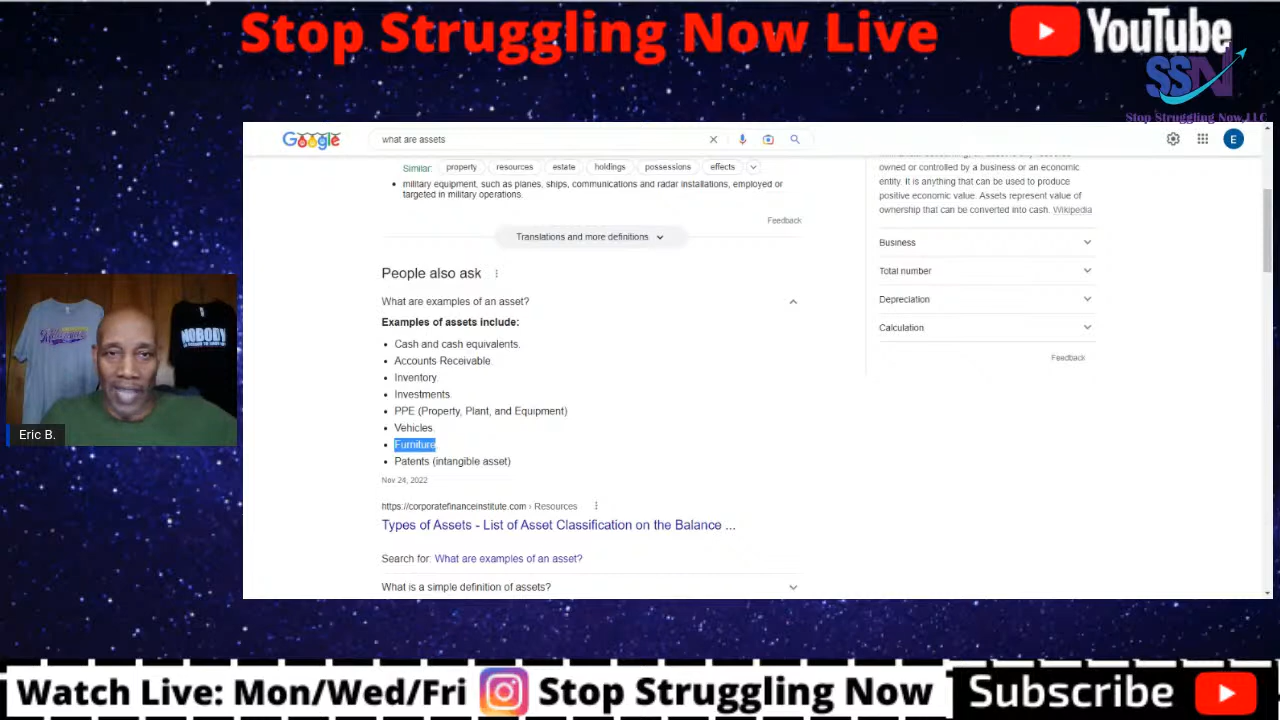 Stop Struggling Now Live
YouTube
SSN
Stop Struggling Now,LLC
Google
what are assets
E
Similar: property resources estate holdings possessions effects
military equipment, such as planes, ships, communications and radar installations, employed or
targeted in military operations.
Feedback
Translations and more definitions
owned or controlled by a business or an economic
entity. It is anything that can be used to produce
positive economic value. Assets represent value of
ownership that can be converted into cash. Wikipedia
Business
Total number
Depreciation
Calculation
Feedback
People also ask
What are examples of an asset?
Examples of assets include:
Cash and cash equivalents.
Accounts Receivable.
Inventory.
Investments.
PPE (Property, Plant, and Equipment)
Vehicles.
Furniture
Patents (intangible asset)
Nov 24, 2022
https://corporatefinanceinstitute.com › Resources
Types of Assets - List of Asset Classification on the Balance ...
Search for: What are examples of an asset?
What is a simple definition of assets?
NOBODY
Eric B.
Watch Live: Mon/Wed/Fri
Stop Struggling Now
Subscribe